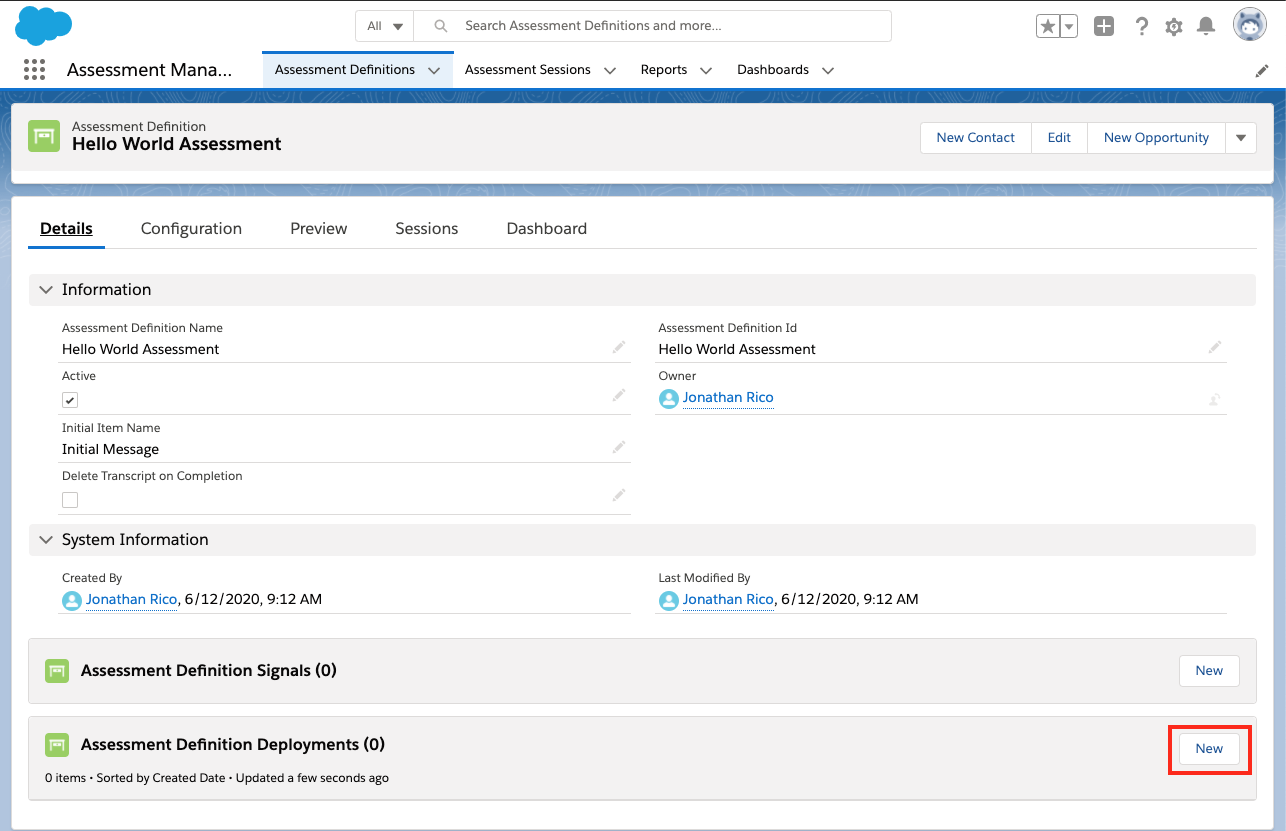 All
Search Assessment Definitions and more...
Assessment Mana...
Assessment Definitions
Assessment Sessions
Reports
Dashboards
Assessment Definition
Hello World Assessment
New Contact
Edit
New Opportunity
Details
Configuration
Preview
Sessions
Dashboard
Information
Assessment Definition Name
Hello World Assessment
Assessment Definition Id
Hello World Assessment
Active
Owner
Jonathan Rico
Initial Item Name
Initial Message
Delete Transcript on Completion
System Information
Created By
Jonathan Rico, 6/12/2020, 9:12 AM
Last Modified By
Jonathan Rico, 6/12/2020, 9:12 AM
Assessment Definition Signals (0)
New
Assessment Definition Deployments (0)
New
0 items • Sorted by Created Date • Updated a few seconds ago